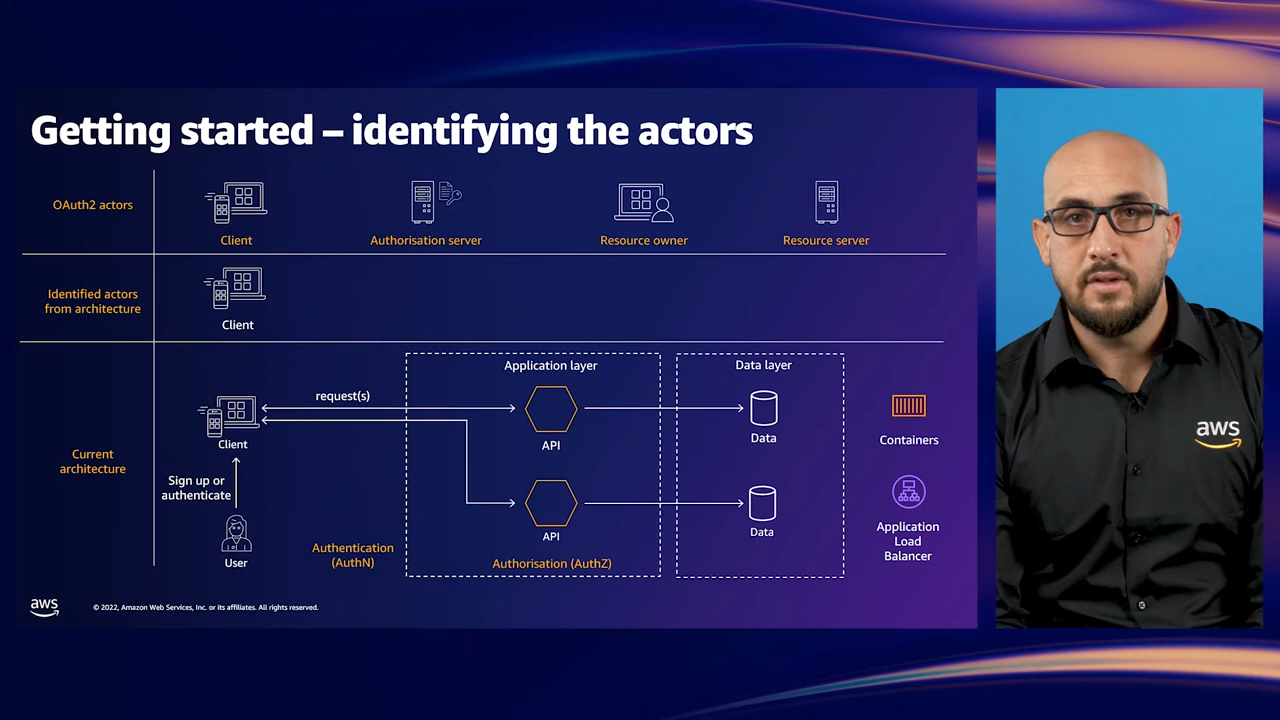 Getting started – identifying the actors
OAuth2 actors
Client
Authorisation server
Resource owner
Resource server
Identified actors
from architecture
Client
Current
architecture
Client
Sign up or
authenticate
User
request(s)
Authentication
(AuthN)
Application layer
API
API
Authorisation (AuthZ)
Data layer
Data
Data
Containers
Application
Load
Balancer
aws
© 2022, Amazon Web Services, Inc. or its affiliates. All rights reserved.
aws